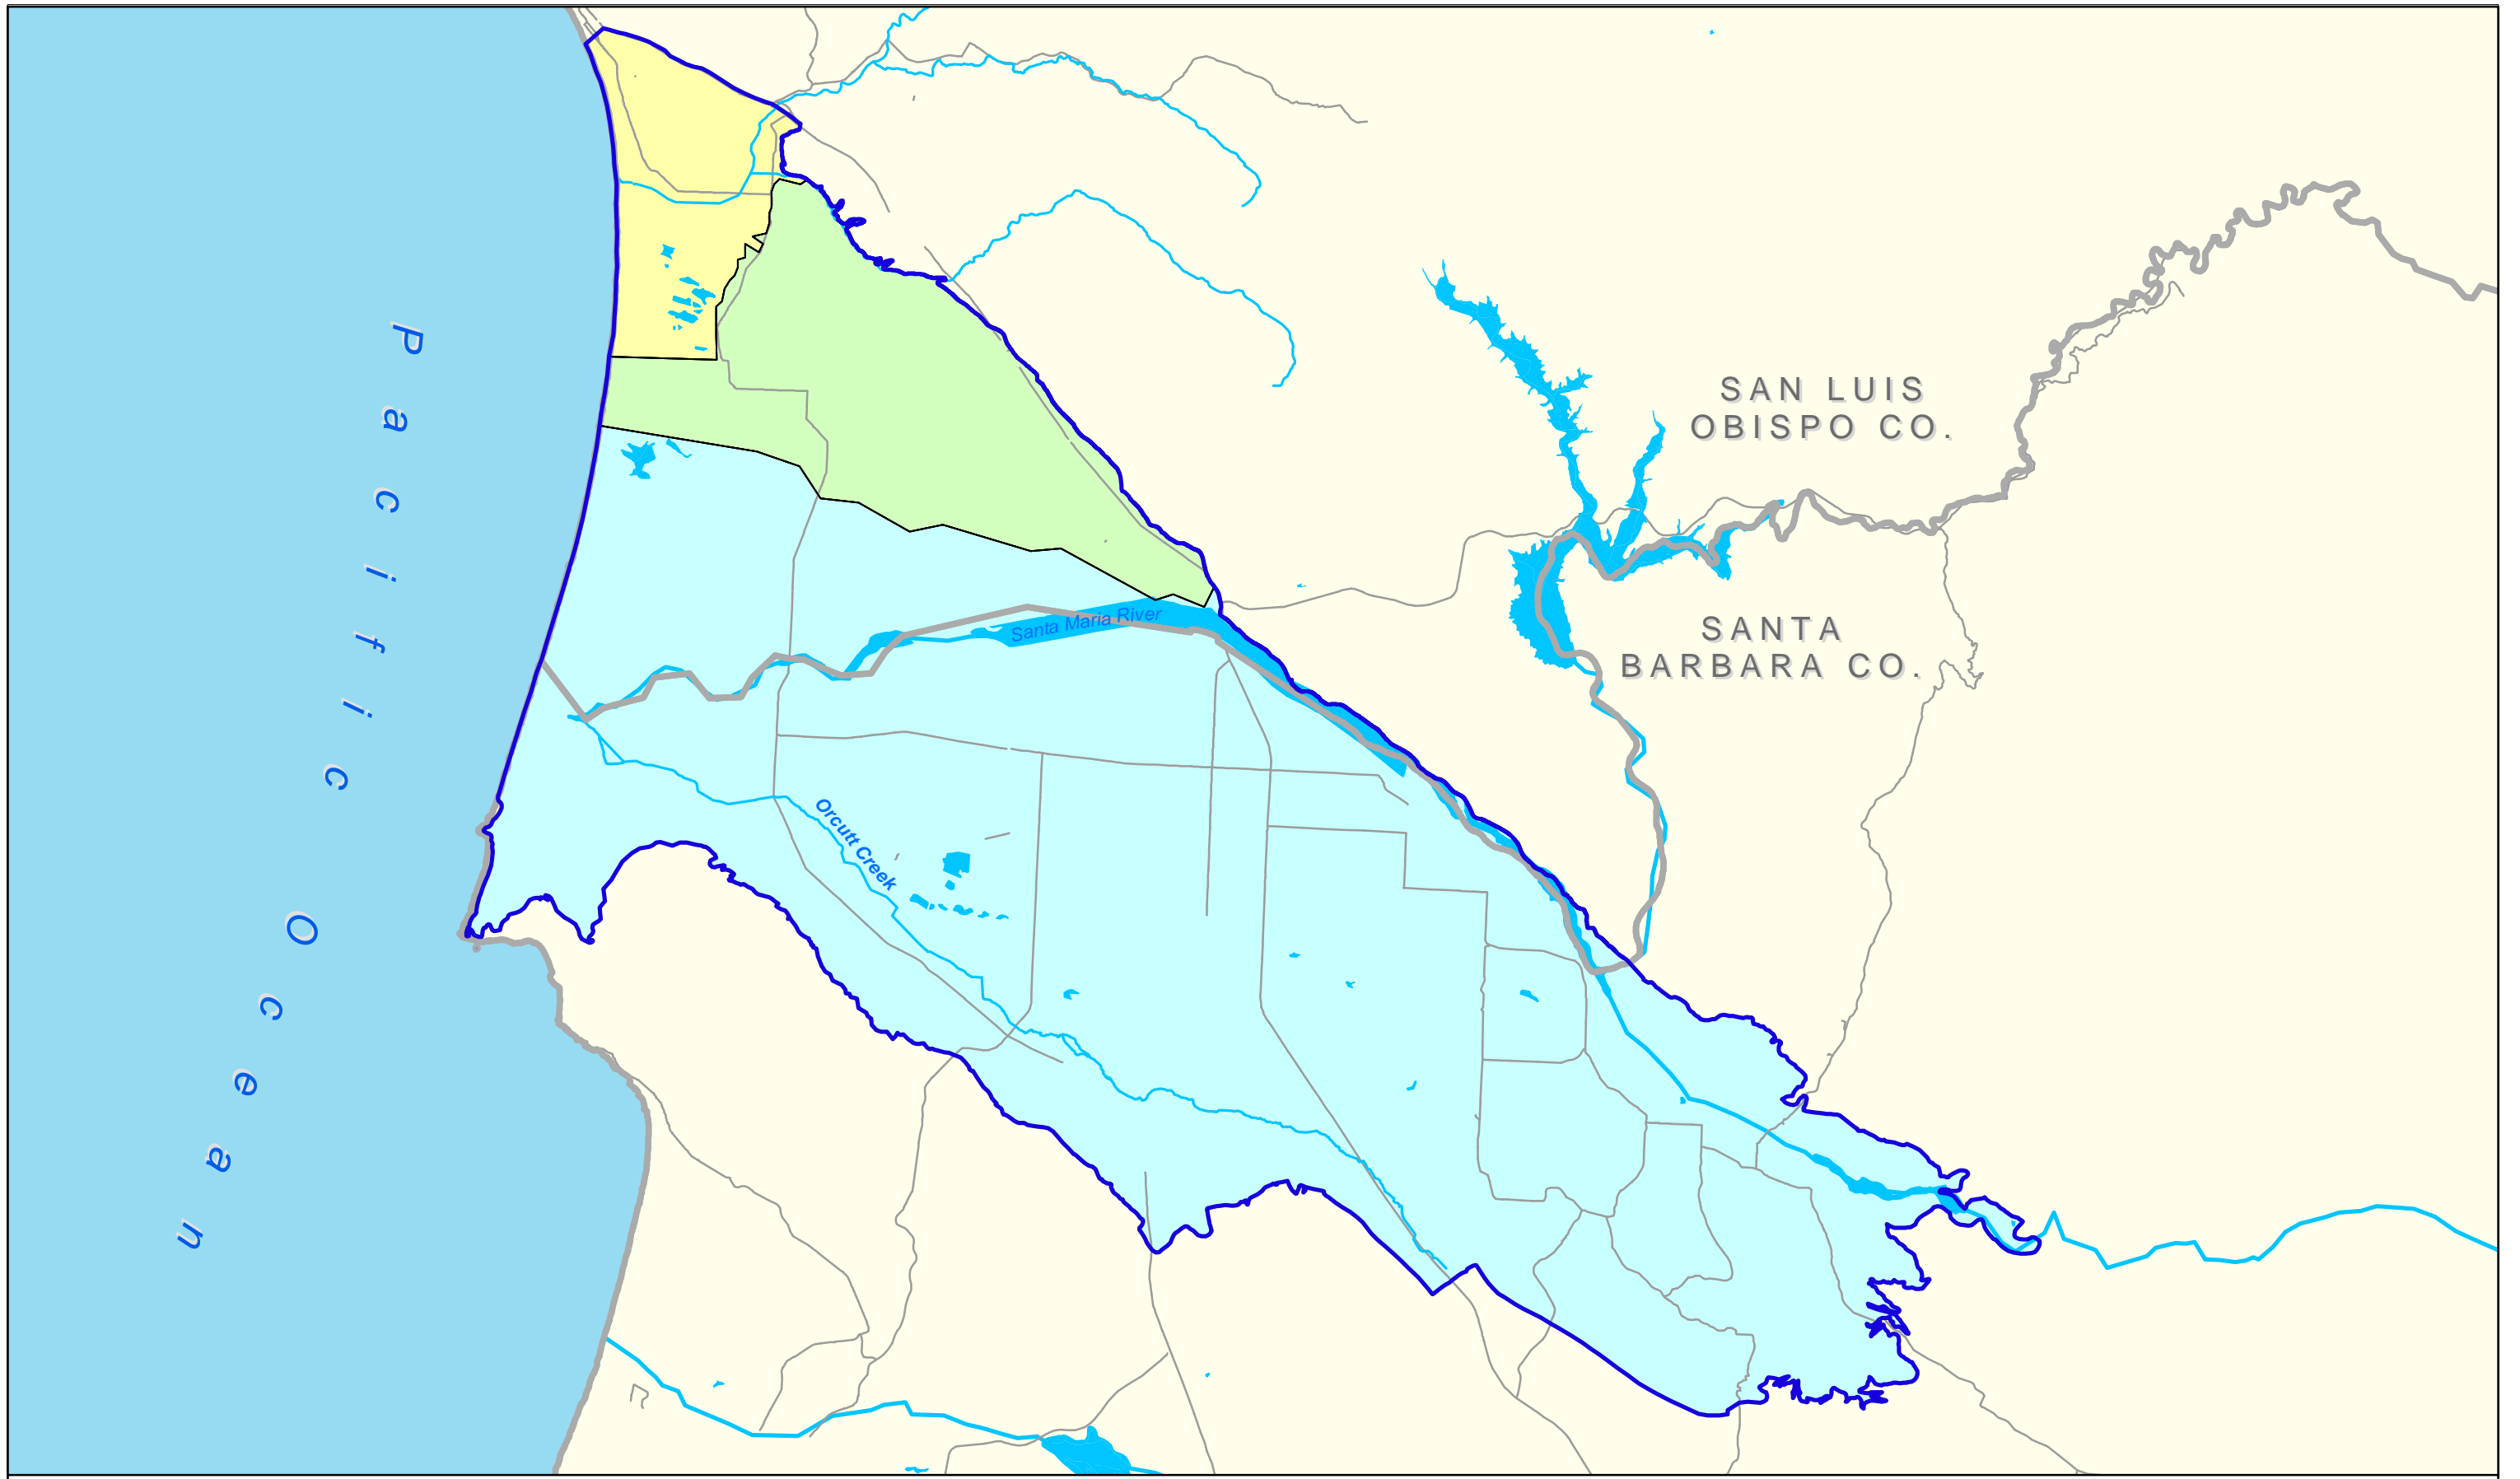 Pacific Ocean
SAN LUIS
OBISPO CO.
Santa Maria River
SANTA
BARBARA CO.
Orcutt Creek